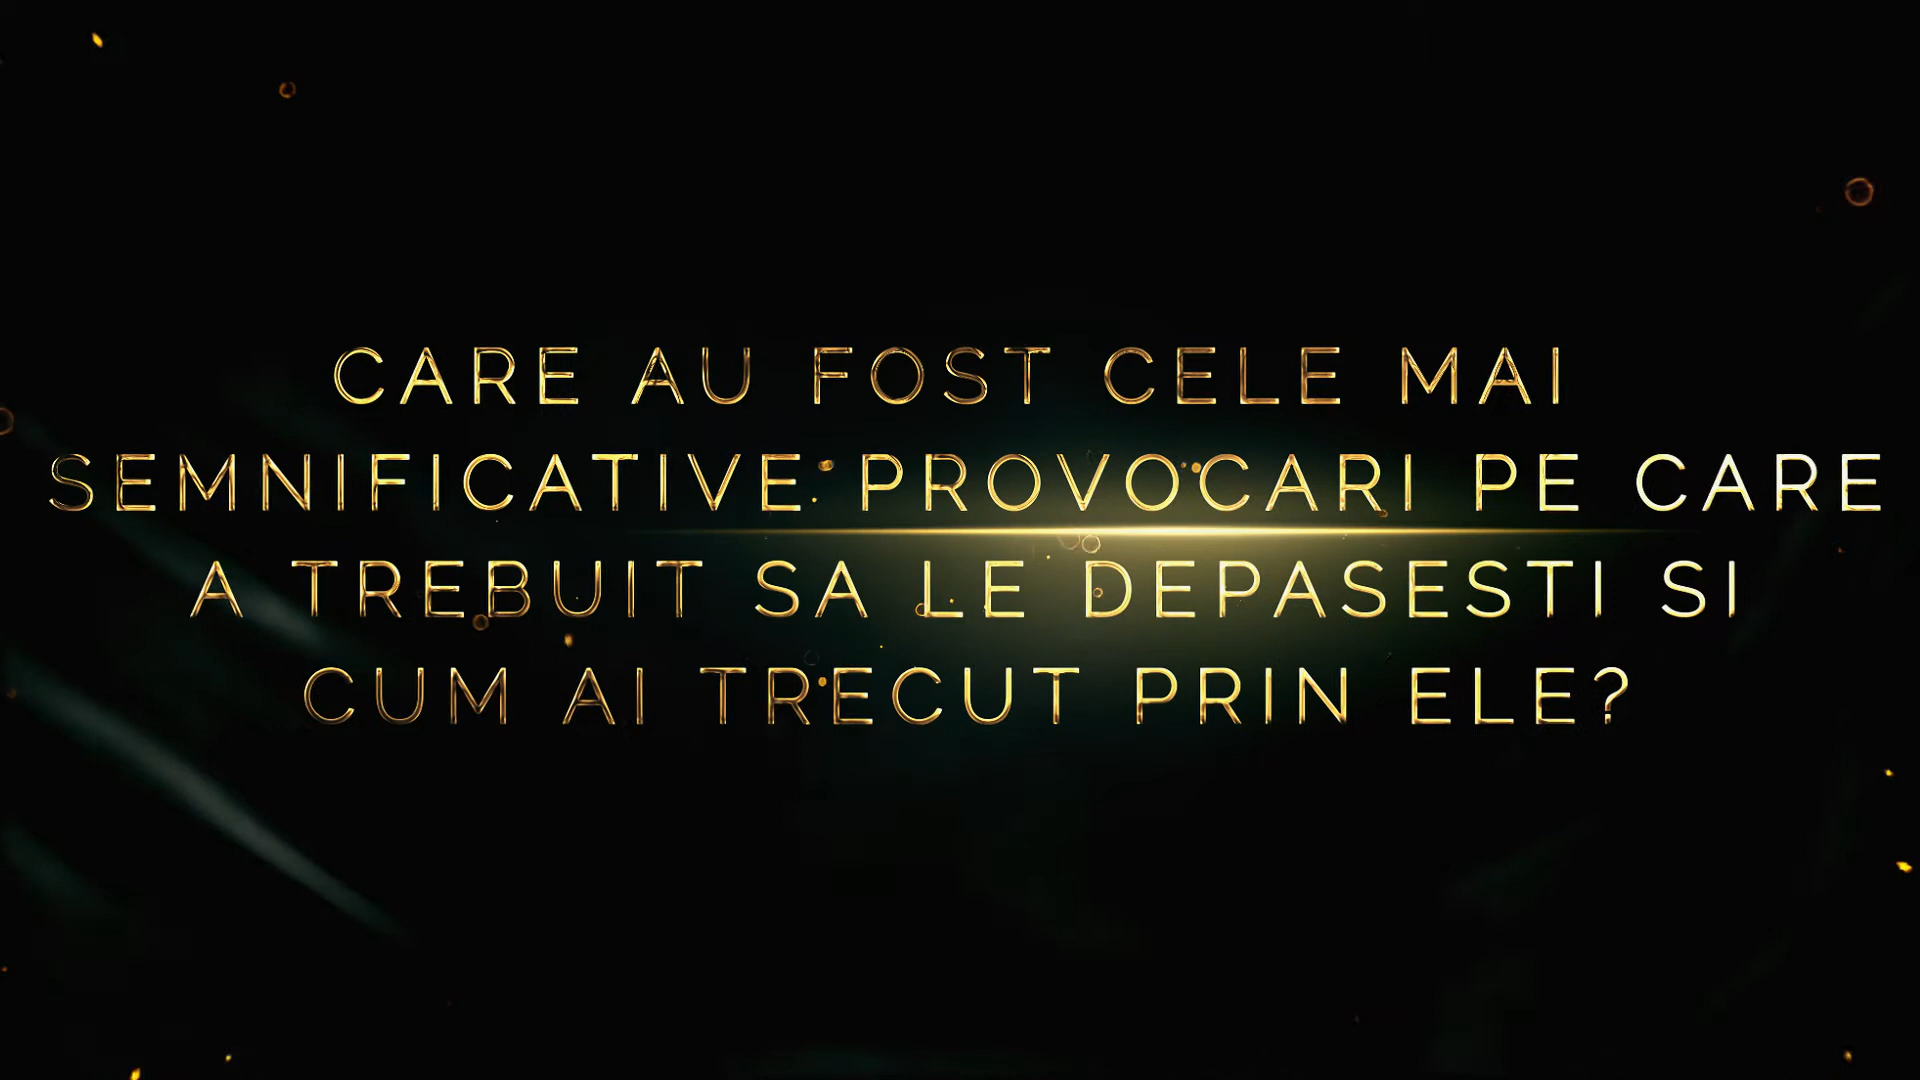 CARE AU FOST CELE MAI
SEMNIFICATIVE PROVOCARI PE CARE
A TREBUIT SA LE DEPASESTI SI
CUM AI TRECUT PRIN ELE?